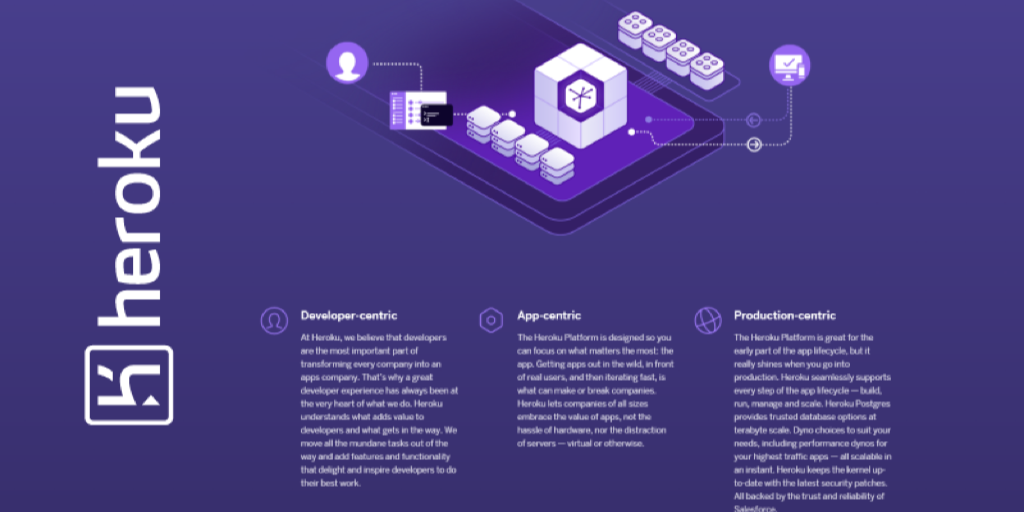 heroku
Developer-centric
At Heroku, we believe that developers
are the most important part of
transforming every company into an
apps company. That's why a great
developer experience has always been at
the very heart of what we do. Heroku
understands what adds value to
developers and what gets in the way. We
move all the mundane tasks out of the
way and add features and functionality
that delight and inspire developers to do
their best work.
App-centric
The Heroku Platform is designed so you
can focus on what matters the most: the
app. Getting apps out in the wild, in front
of real users, and then iterating fast, is
what can make or break companies.
Heroku lets companies of all sizes
embrace the value of apps, not the
hassle of hardware, nor the distraction
of servers — virtual or otherwise.
Production-centric
The Heroku Platform is great for the
early part of the app lifecycle, but it
really shines when you go into
production. Heroku seamlessly supports
every step of the app lifecycle — build,
run, manage and scale. Heroku Postgres
provides trusted database options at
terabyte scale. Dyno choices to suit your
needs, including performance dynos for
your highest traffic apps — all scalable in
an instant. Heroku keeps the kernel up-
to-date with the latest security patches.
All backed by the trust and reliability of
Salesforce.